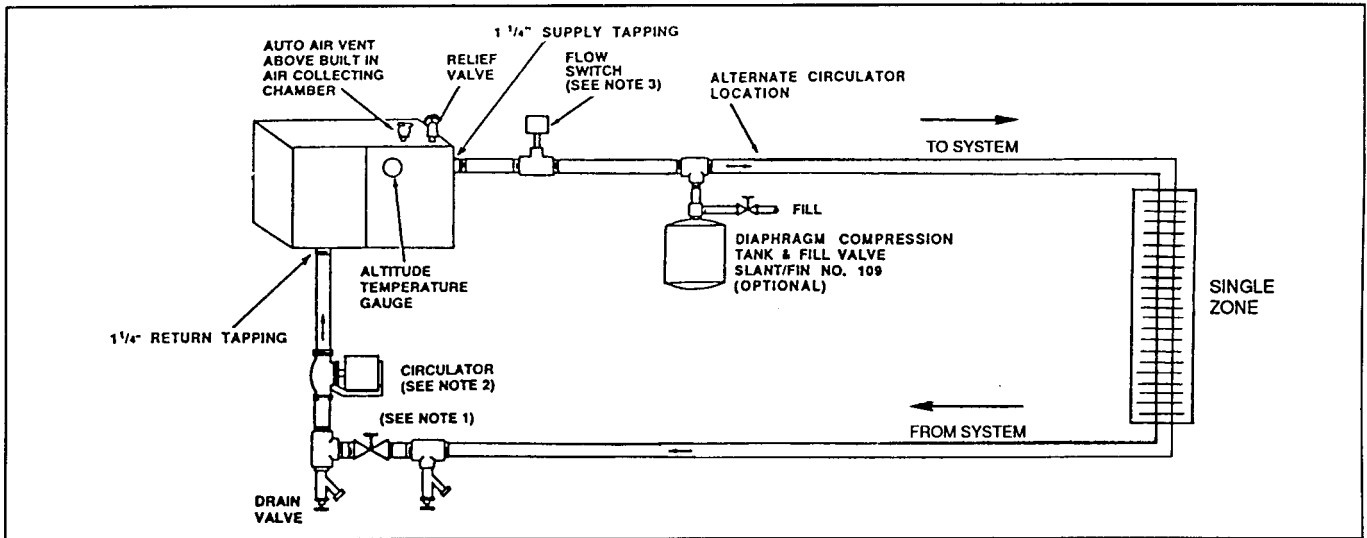 1 1/4" SUPPLY TAPPING
AUTO AIR VENT
ABOVE BUILT IN
AIR COLLECTING
CHAMBER
RELIEF
VALVE
FLOW
SWITCH
(SEE NOTE 3)
ALTERNATE CIRCULATOR
LOCATION
TO SYSTEM
FILL
DIAPHRAGM COMPRESSION
TANK & FILL VALVE
SLANT/FIN NO. 109
(OPTIONAL)
ALTITUDE
TEMPERATURE
GAUGE
SINGLE
ZONE
1 1/4" RETURN TAPPING
CIRCULATOR
(SEE NOTE 2)
(SEE NOTE 1)
FROM SYSTEM
DRAIN
VALVE